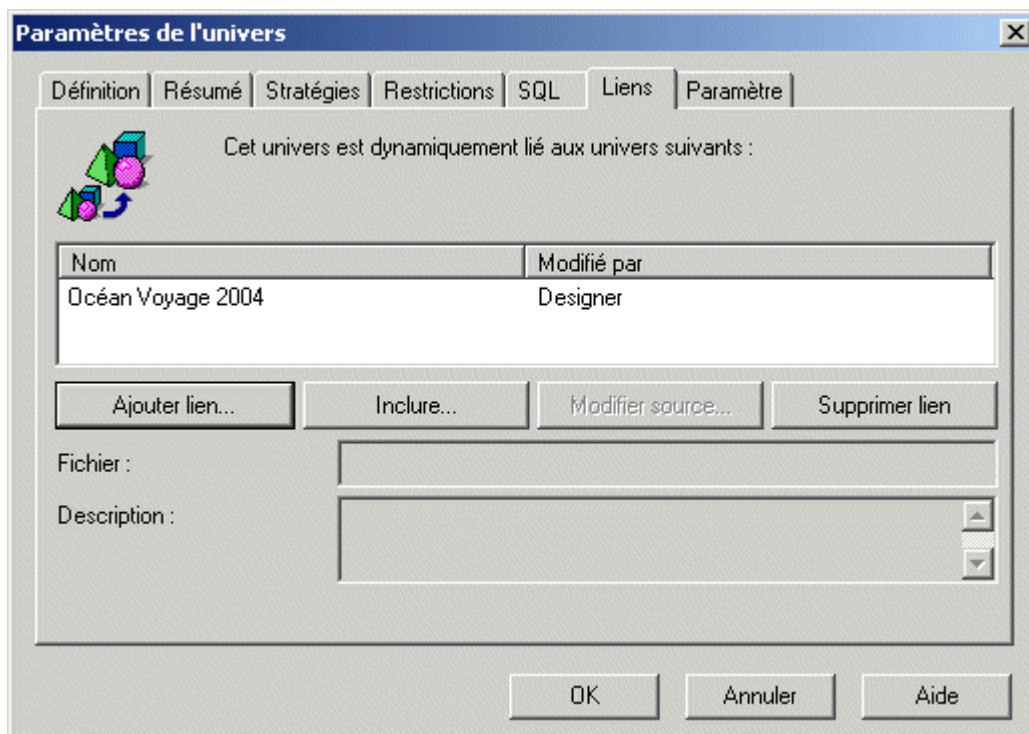 Paramètres de l'univers
Définition Résumé Stratégies Restrictions SQL Liens Paramètre
Cet univers est dynamiquement lié aux univers suivants :
Nom Modifié par
Océan Voyage 2004 Designer
Ajouter lien... Inclure... Modifier source... Supprimer lien
Fichier :
Description :
OK Annuler Aide